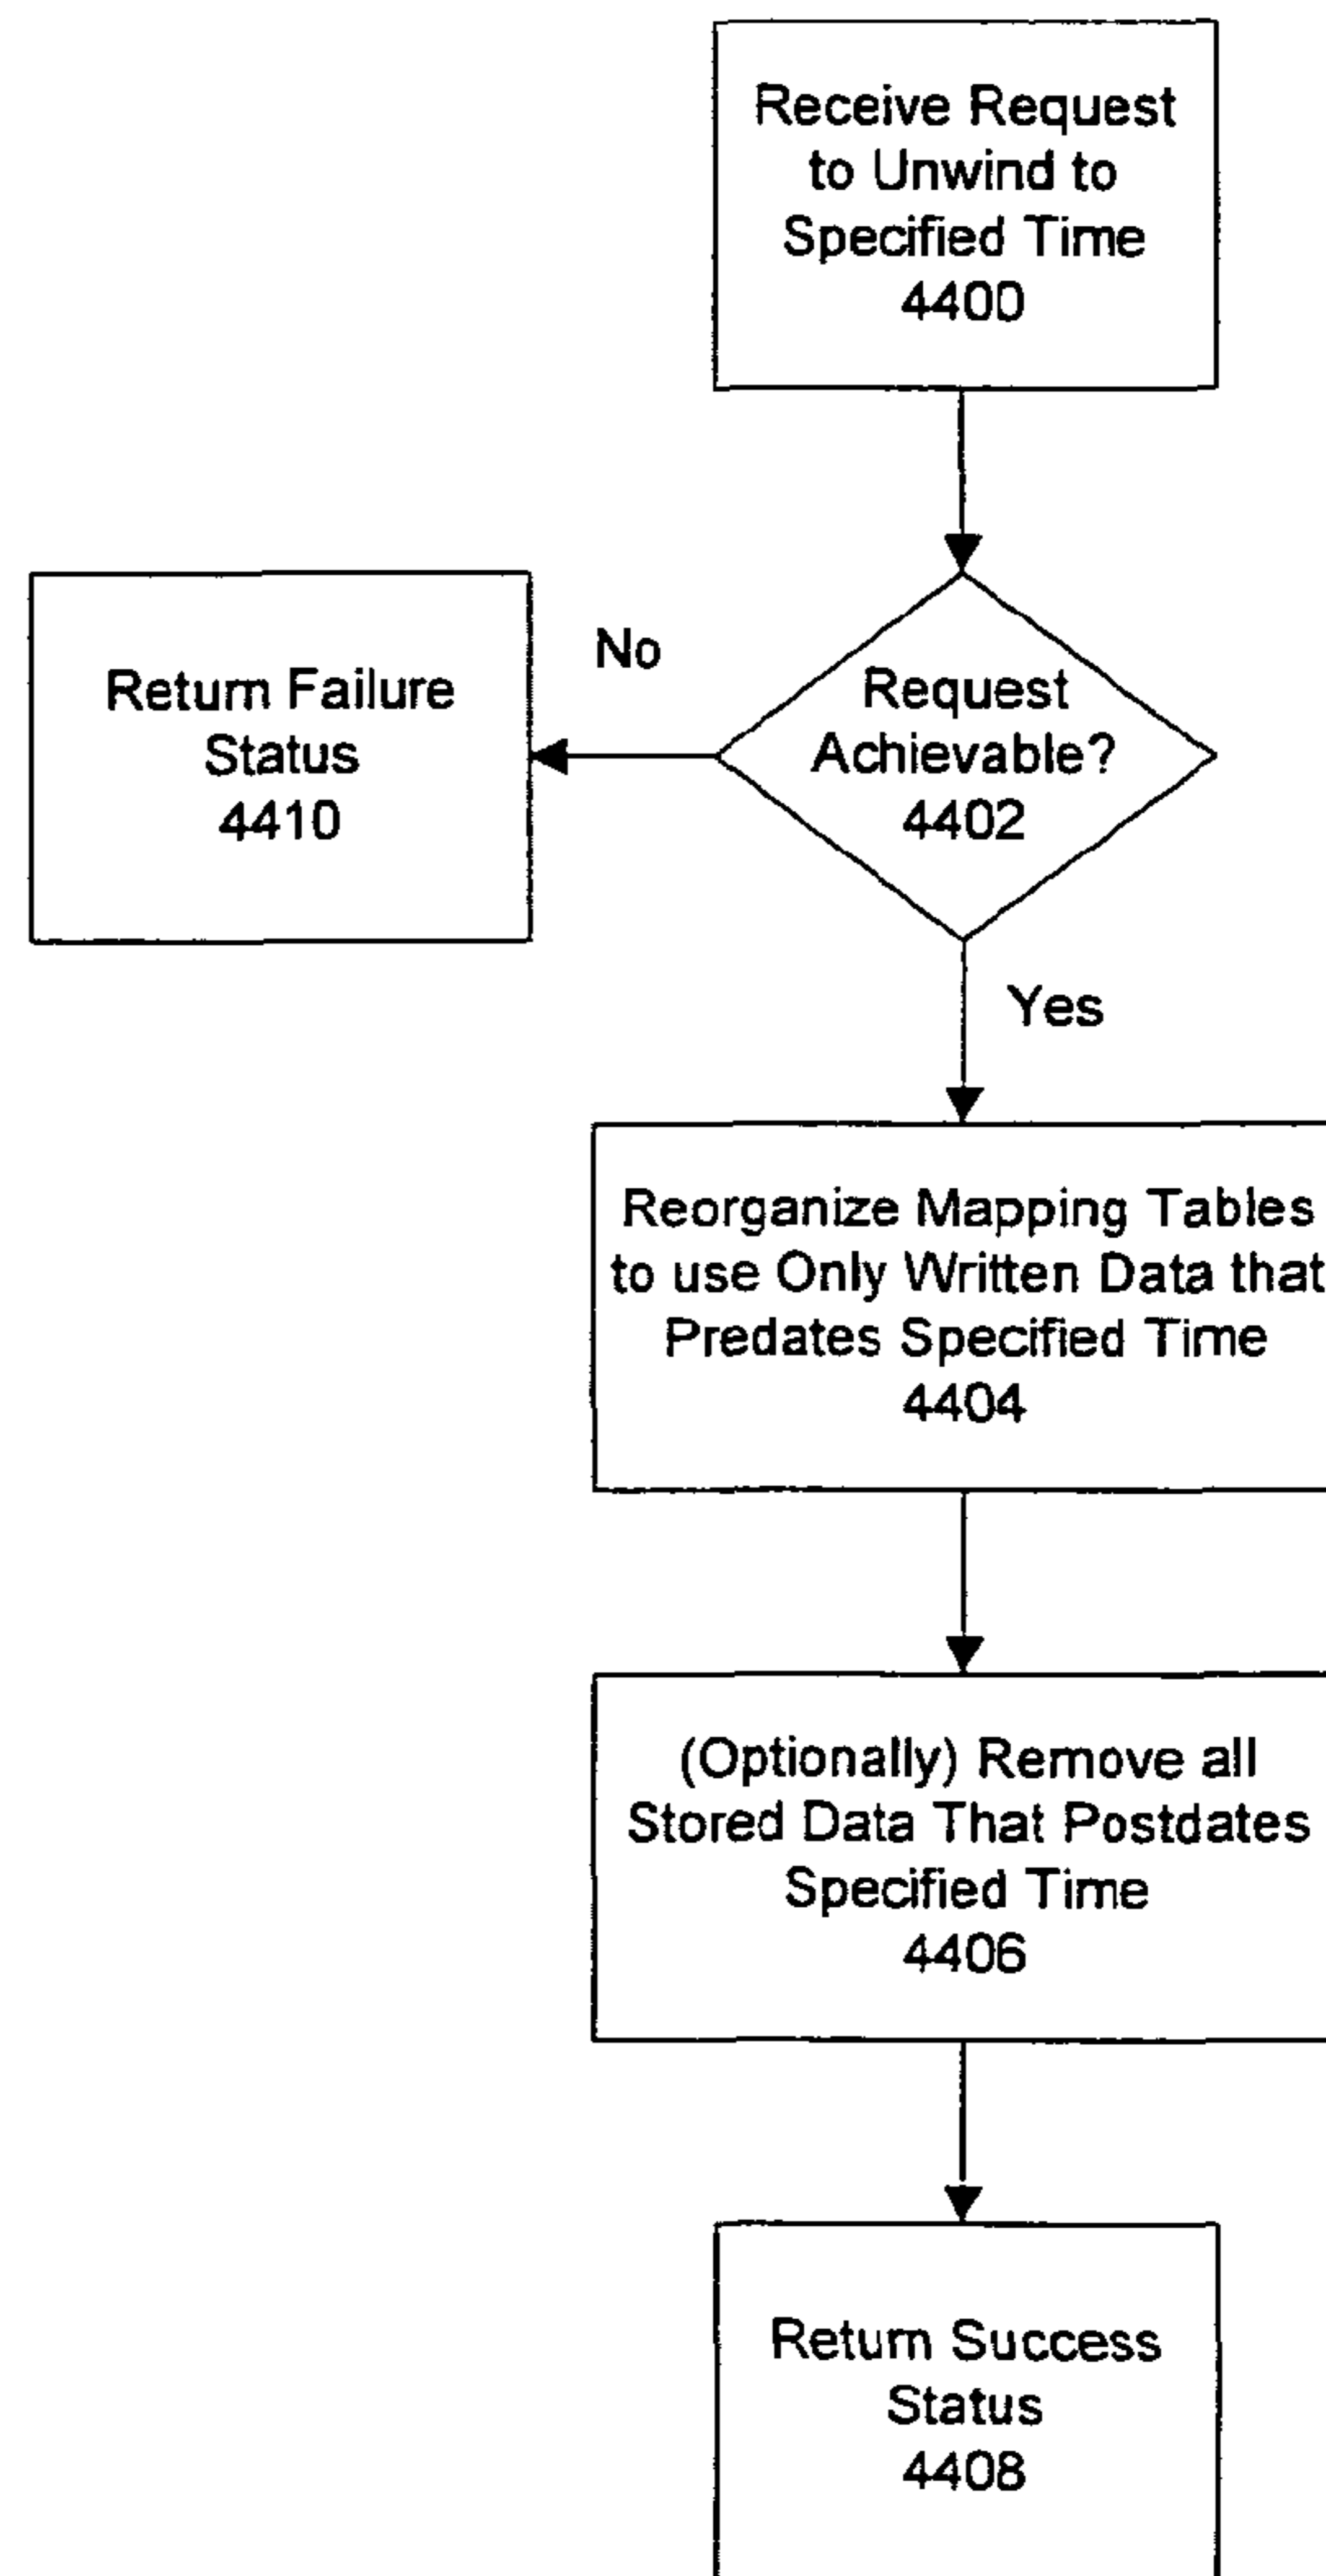 Receive Request
to Unwind to
Specified Time
4400
No
Return Failure
Status
4410
Request
Achievable?
4402
Yes
Reorganize Mapping Tables
to use Only Written Data that
Predates Specified Time
4404
(Optionally) Remove all
Stored Data That Postdates
Specified Time
4406
Return Success
Status
4408